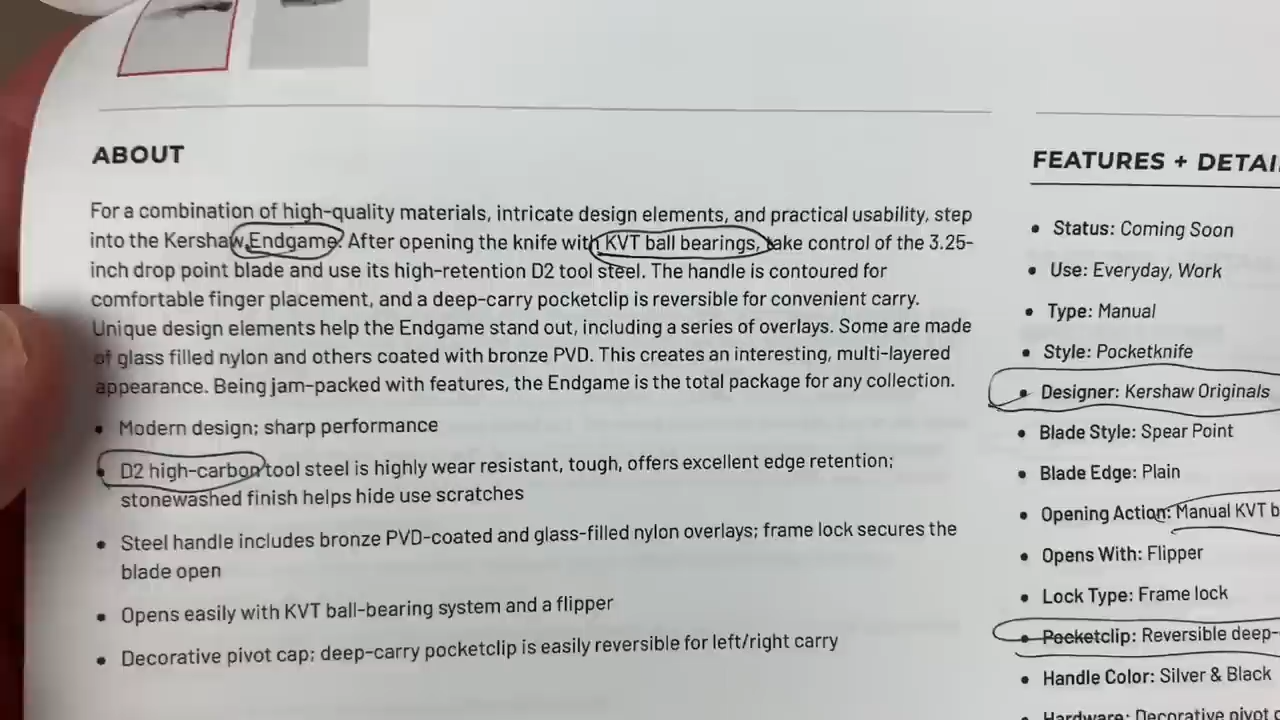 ABOUT
For a combination of high-quality materials, intricate design elements, and practical usability, step
into the Kershaw Endgame. After opening the knife with KVT ball bearings, take control of the 3.25-
inch drop point blade and use its high-retention D2 tool steel. The handle is contoured for
comfortable finger placement, and a deep-carry pocketclip is reversible for convenient carry.
Unique design elements help the Endgame stand out, including a series of overlays. Some are made
of glass filled nylon and others coated with bronze PVD. This creates an interesting, multi-layered
appearance. Being jam-packed with features, the Endgame is the total package for any collection.
• Modern design; sharp performance
• D2 high-carbon tool steel is highly wear resistant, tough, offers excellent edge retention;
stonewashed finish helps hide use scratches
• Steel handle includes bronze PVD-coated and glass-filled nylon overlays; frame lock secures the
blade open
• Opens easily with KVT ball-bearing system and a flipper
• Decorative pivot cap; deep-carry pocketclip is easily reversible for left/right carry
FEATURES + DETAI
• Status: Coming Soon
• Use: Everyday, Work
• Type: Manual
• Style: Pocketknife
• Designer: Kershaw Originals
• Blade Style: Spear Point
• Blade Edge: Plain
• Opening Action: Manual KVT b
• Opens With: Flipper
• Lock Type: Frame lock
• Pocketclip: Reversible deep-
• Handle Color: Silver & Black
Hardware: Decorative pivot c